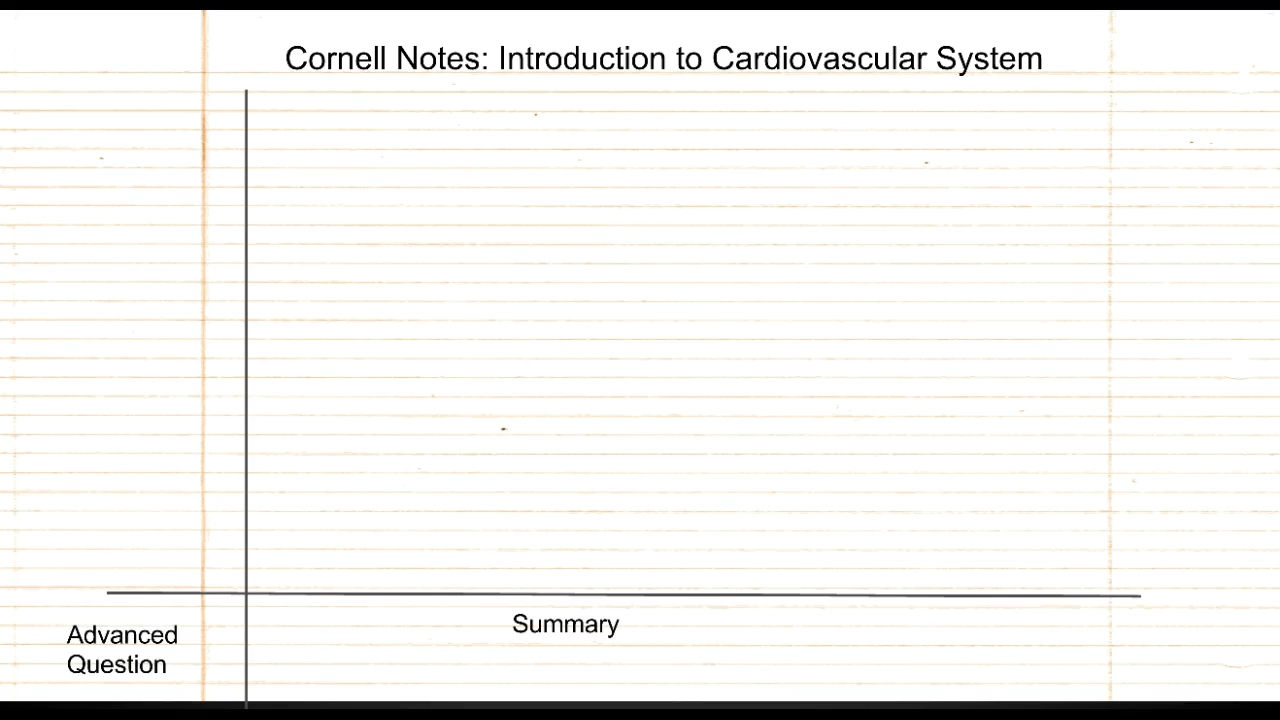 Cornell Notes: Introduction to Cardiovascular System
Summary
Advanced
Question